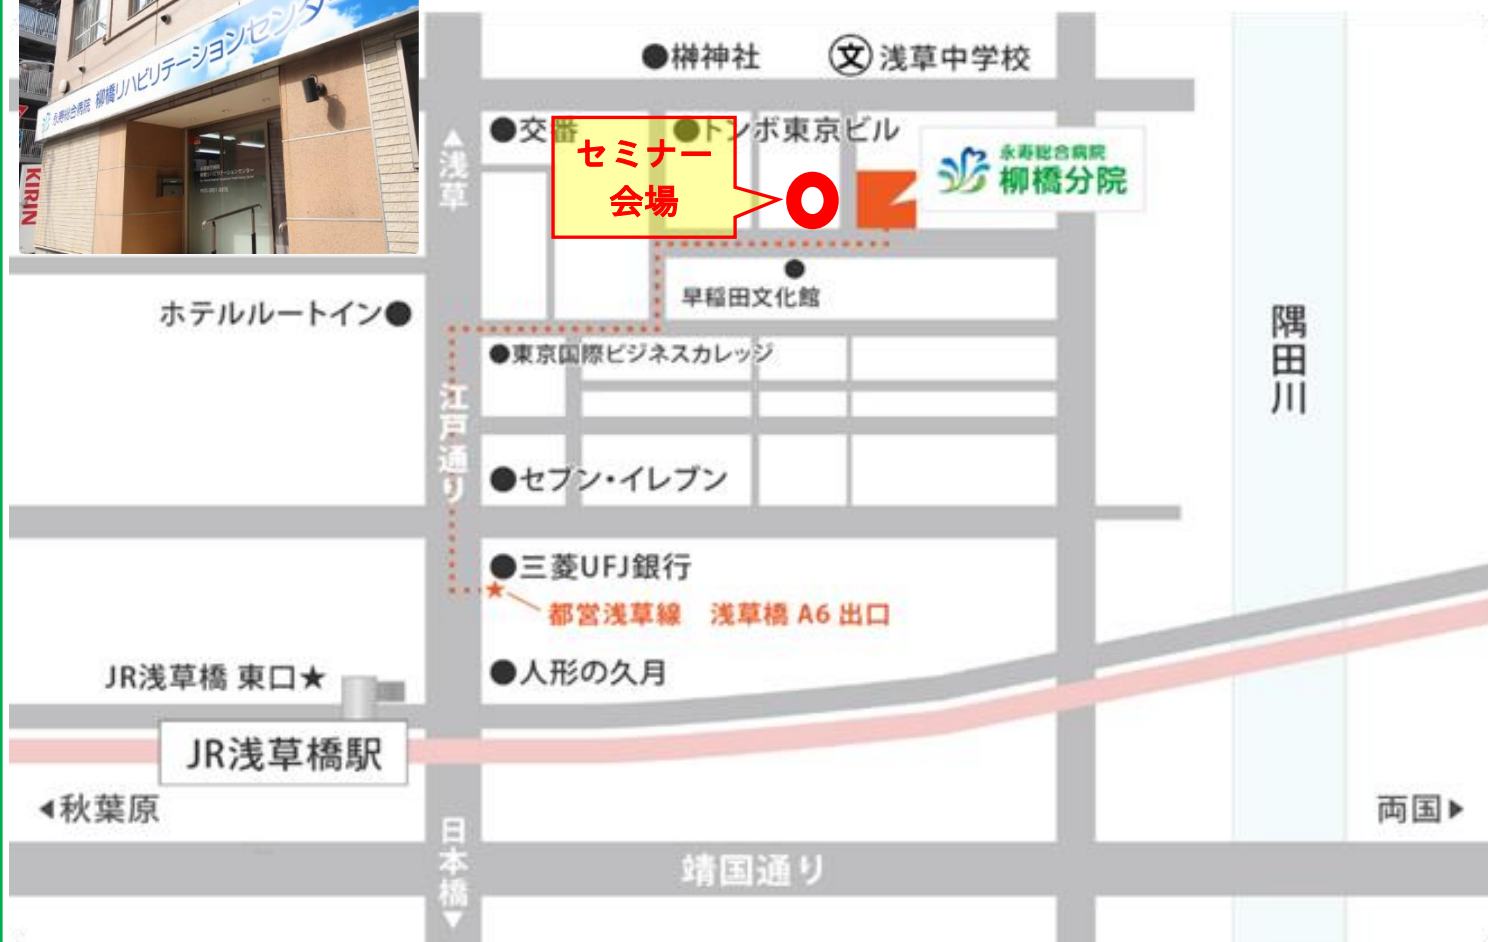 永寿総合病院 柳橋リハビリテーションセンター
KIRIN
●榊神社
文 浅草中学校
▲浅草
●交番
●トンボ東京ビル
セミナー
会場
永寿総合病院
柳橋分院
●
早稲田文化館
ホテルルートイン●
●東京国際ビジネスカレッジ
隅田川
江戸通り
●セブン・イレブン
●三菱UFJ銀行
★
都営浅草線 浅草橋 A6 出口
JR浅草橋 東口★
●人形の久月
JR浅草橋駅
◀秋葉原
両国▶
日本橋▼
靖国通り